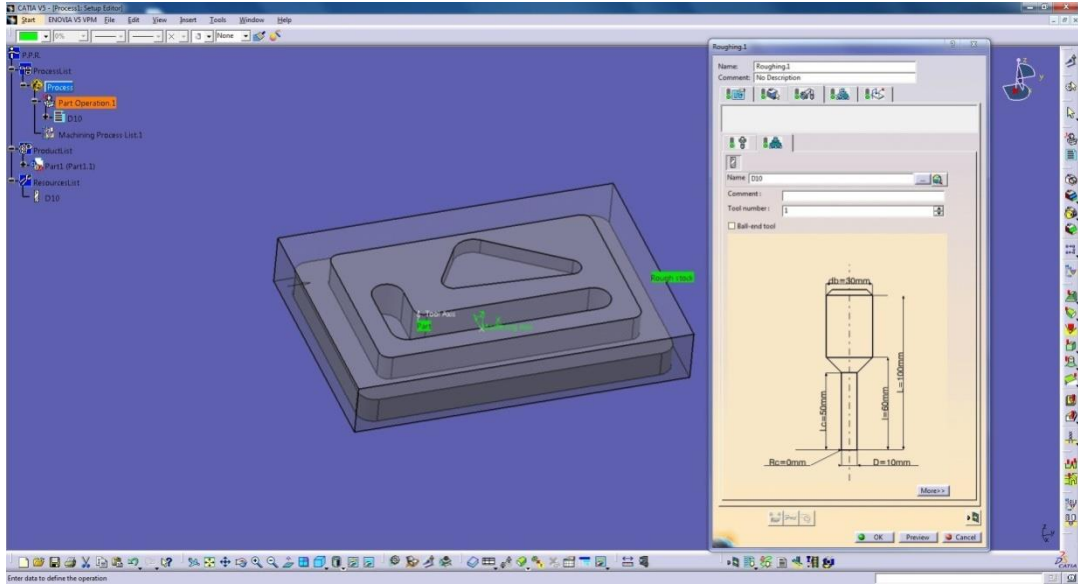 CATIA V5 - [Process1: Setup Editor]
Start ENOVIA V5 VPM File Edit View Insert Tools Window Help
0% 3 None
P.P.R.
ProcessList
Process
Part Operation.1
D10
Machining Process List.1
ProductList
Part1 (Part1.1)
ResourcesList
D10
Rough stock
Tool Axis
Part
z
y
Roughing.1
Name: Roughing.1
Comment: No Description
Name D10 ...
Comment :
Tool number : 1
Ball-end tool
db=30mm
L=100mm
l=60mm
Lc=50mm
Rc=0mm D=10mm
More>>
OK Preview Cancel
CATIA
Enter data to define the operation